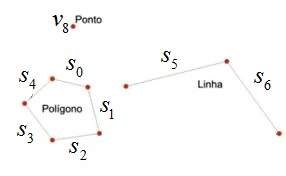 v₈ Ponto
s₀
s₁
s₂
s₃
s₄
Polígono
s₅
s₆
Linha